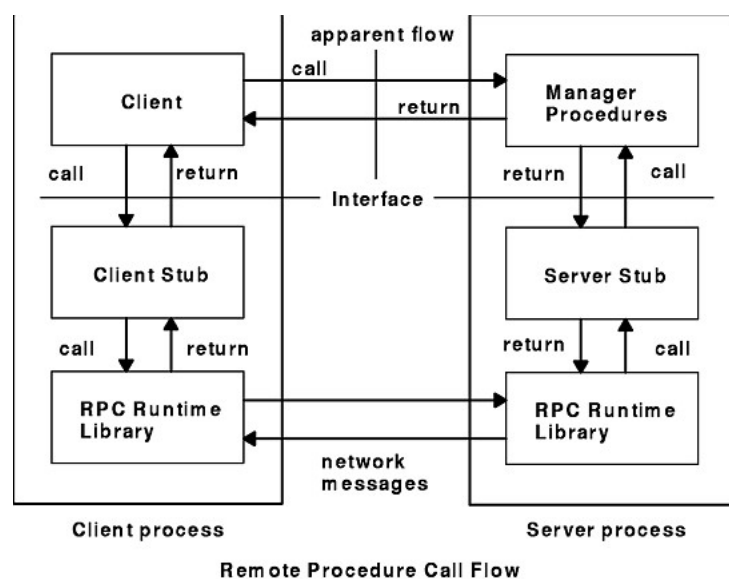 apparent flow
call
Client
Manager
Procedures
return
call
return
return
call
Interface
Client Stub
Server Stub
call
return
return
call
RPC Runtime
Library
RPC Runtime
Library
network
messages
Client process
Server process
Remote Procedure Call Flow